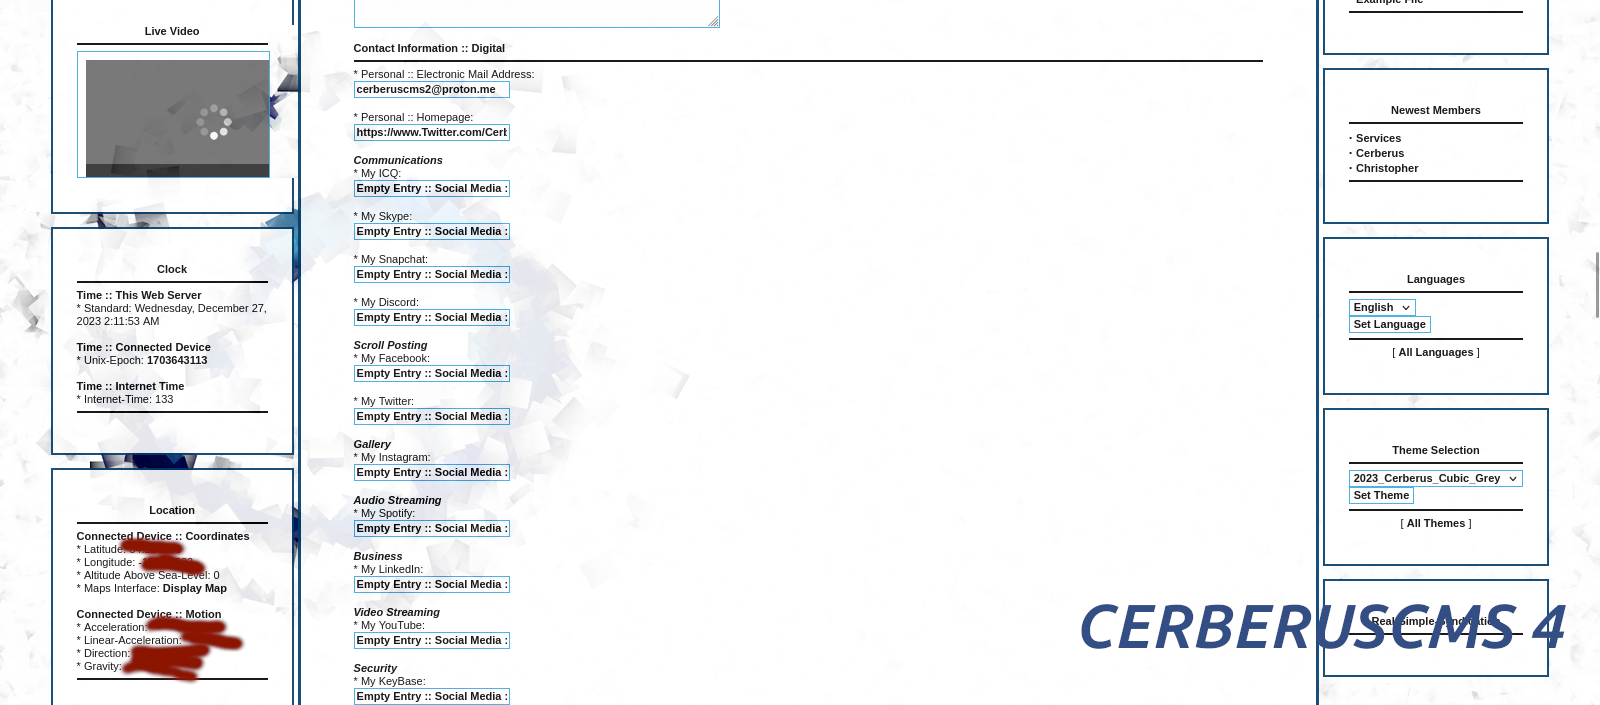 Live Video
Clock
Time :: This Web Server
* Standard: Wednesday, December 27,
2023 2:11:53 AM
Time :: Connected Device
* Unix-Epoch: 1703643113
Time :: Internet Time
* Internet-Time: 133
Location
Connected Device :: Coordinates
* Latitude:
* Longitude:
* Altitude Above Sea-Level: 0
* Maps Interface: Display Map
Connected Device :: Motion
* Acceleration:
* Linear-Acceleration:
* Direction:
* Gravity:
Contact Information :: Digital
* Personal :: Electronic Mail Address:
cerberuscms2@proton.me
* Personal :: Homepage:
https://www.Twitter.com/Cerb
Communications
* My ICQ:
Empty Entry :: Social Media :
* My Skype:
Empty Entry :: Social Media :
* My Snapchat:
Empty Entry :: Social Media :
* My Discord:
Empty Entry :: Social Media :
Scroll Posting
* My Facebook:
Empty Entry :: Social Media :
* My Twitter:
Empty Entry :: Social Media :
Gallery
* My Instagram:
Empty Entry :: Social Media :
Audio Streaming
* My Spotify:
Empty Entry :: Social Media :
Business
* My LinkedIn:
Empty Entry :: Social Media :
Video Streaming
* My YouTube:
Empty Entry :: Social Media :
Security
* My KeyBase:
Empty Entry :: Social Media :
Example File
Newest Members
· Services
· Cerberus
· Christopher
Languages
English
Set Language
[ All Languages ]
Theme Selection
2023_Cerberus_Cubic_Grey
Set Theme
[ All Themes ]
Real Simple Syndication
CERBERUSCMS 4